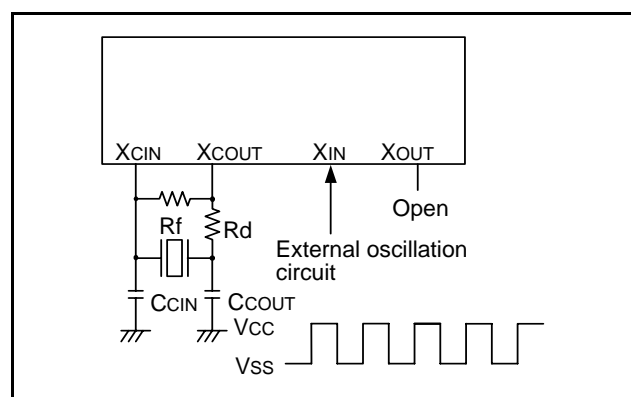 XCIN XCOUT XIN XOUT
Rf Rd Open
External oscillation
circuit
CCIN CCOUT
VCC
VSS